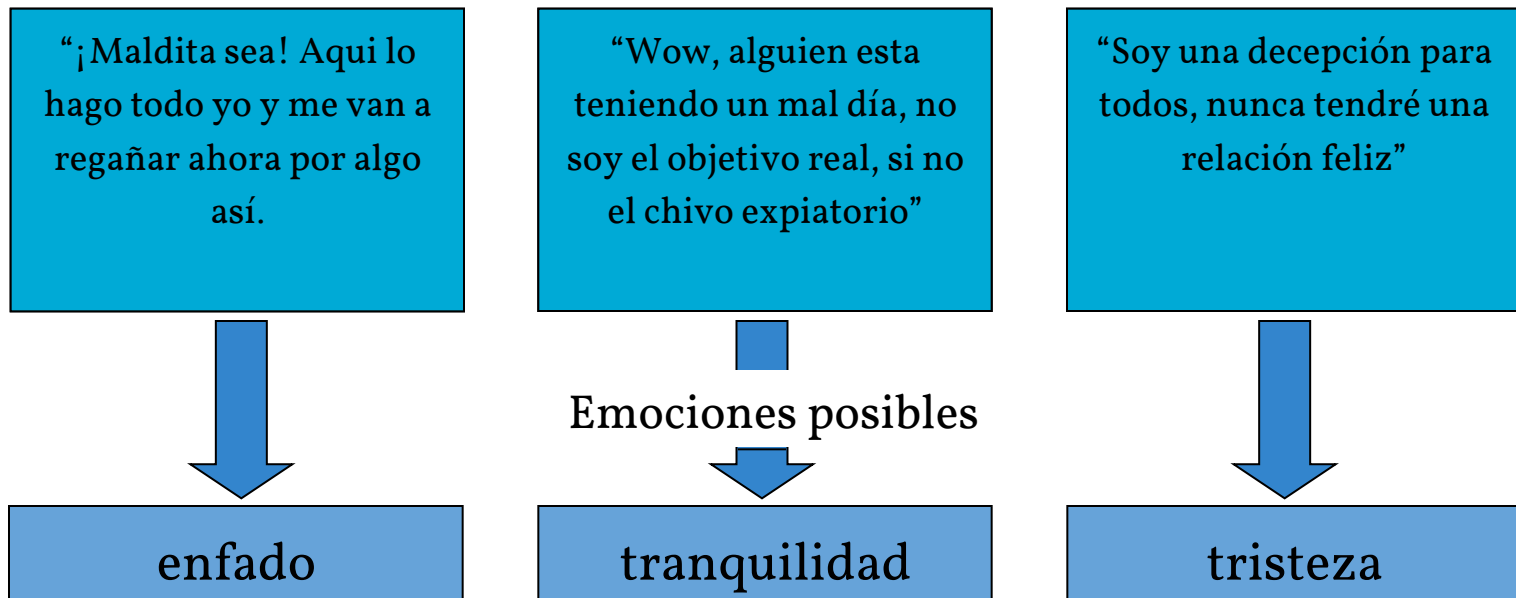 “¡Maldita sea! Aqui lo
hago todo yo y me van a
regañar ahora por algo
así.
“Wow, alguien esta
teniendo un mal día, no
soy el objetivo real, si no
el chivo expiatorio”
“Soy una decepción para
todos, nunca tendré una
relación feliz”
Emociones posibles
enfado
tranquilidad
tristeza